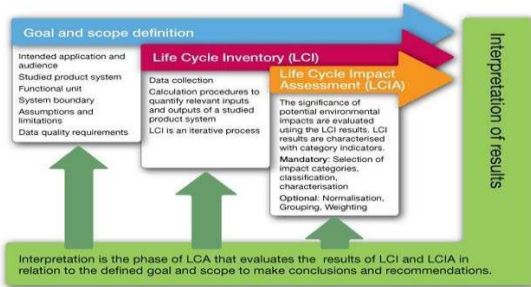 Goal and scope definition
Intended application and
audience
Studied product system
Functional unit
System boundary
Assumptions and
limitations
Data quality requirements
Life Cycle Inventory (LCI)
Data collection
Calculation procedures to
quantify relevant inputs
and outputs of a studied
product system
LCI is an iterative process
Life Cycle Impact
Assessment (LCIA)
The significance of
potential environmental
impacts are evaluated
using the LCI results. LCI
results are characterised
with category indicators.
Mandatory: Selection of
impact categories,
classification,
characterisation
Optional: Normalisation,
Grouping, Weighting
Interpretation of results
Interpretation is the phase of LCA that evaluates the results of LCI and LCIA in
relation to the defined goal and scope to make conclusions and recommendations.